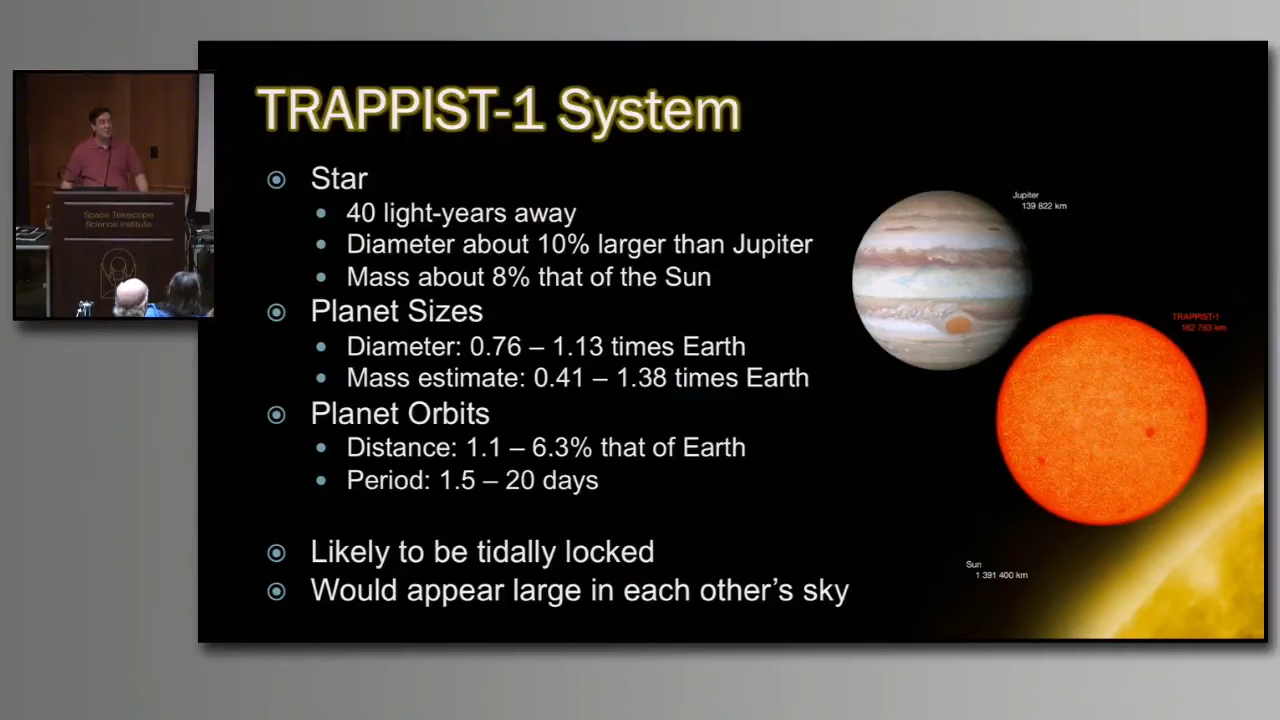 TRAPPIST-1 System
Star
40 light-years away
Diameter about 10% larger than Jupiter
Mass about 8% that of the Sun
Planet Sizes
Diameter: 0.76 – 1.13 times Earth
Mass estimate: 0.41 – 1.38 times Earth
Planet Orbits
Distance: 1.1 – 6.3% that of Earth
Period: 1.5 – 20 days
Likely to be tidally locked
Would appear large in each other's sky
Jupiter
139 822 km
TRAPPIST-1
162 793 km
Sun
1 391 400 km
Space Telescope
Science Institute